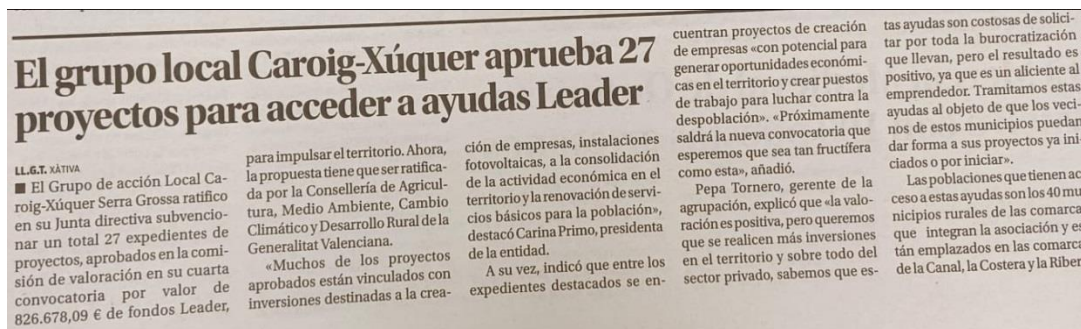 El grupo local Caroig-Xúquer aprueba 27
proyectos para acceder a ayudas Leader
LL.G.T. XÀTIVA
■ El Grupo de acción Local Ca-
roig-Xúquer Serra Grossa ratifico
en su Junta directiva subvencio-
nar un total 27 expedientes de
proyectos, aprobados en la comi-
sión de valoración en su cuarta
convocatoria por valor de
826.678,09 € de fondos Leader,
para impulsar el territorio. Ahora,
la propuesta tiene que ser ratifica-
da por la Consellería de Agricul-
tura, Medio Ambiente, Cambio
Climático y Desarrollo Rural de la
Generalitat Valenciana.
«Muchos de los proyectos
aprobados están vinculados con
inversiones destinadas a la crea-
ción de empresas, instalaciones
fotovoltaicas, a la consolidación
de la actividad económica en el
territorio y la renovación de servi-
cios básicos para la población»,
destacó Carina Primo, presidenta
de la entidad.
A su vez, indicó que entre los
expedientes destacados se en-
cuentran proyectos de creación
de empresas «con potencial para
generar oportunidades económi-
cas en el territorio y crear puestos
de trabajo para luchar contra la
despoblación». «Próximamente
saldrá la nueva convocatoria que
esperemos que sea tan fructífera
como esta», añadió.
Pepa Tornero, gerente de la
agrupación, explicó que «la valo-
ración es positiva, pero queremos
que se realicen más inversiones
en el territorio y sobre todo del
sector privado, sabemos que es-
tas ayudas son costosas de solici-
tar por toda la burocratización
que llevan, pero el resultado es
positivo, ya que es un aliciente al
emprendedor. Tramitamos estas
ayudas al objeto de que los veci-
nos de estos municipios puedan
dar forma a sus proyectos ya ini-
ciados o por iniciar».
Las poblaciones que tienen ac
ceso a estas ayudas son los 40 mu
nicipios rurales de las comarca
que integran la asociación y es
tán emplazados en las comarca
de la Canal, la Costera y la Riber